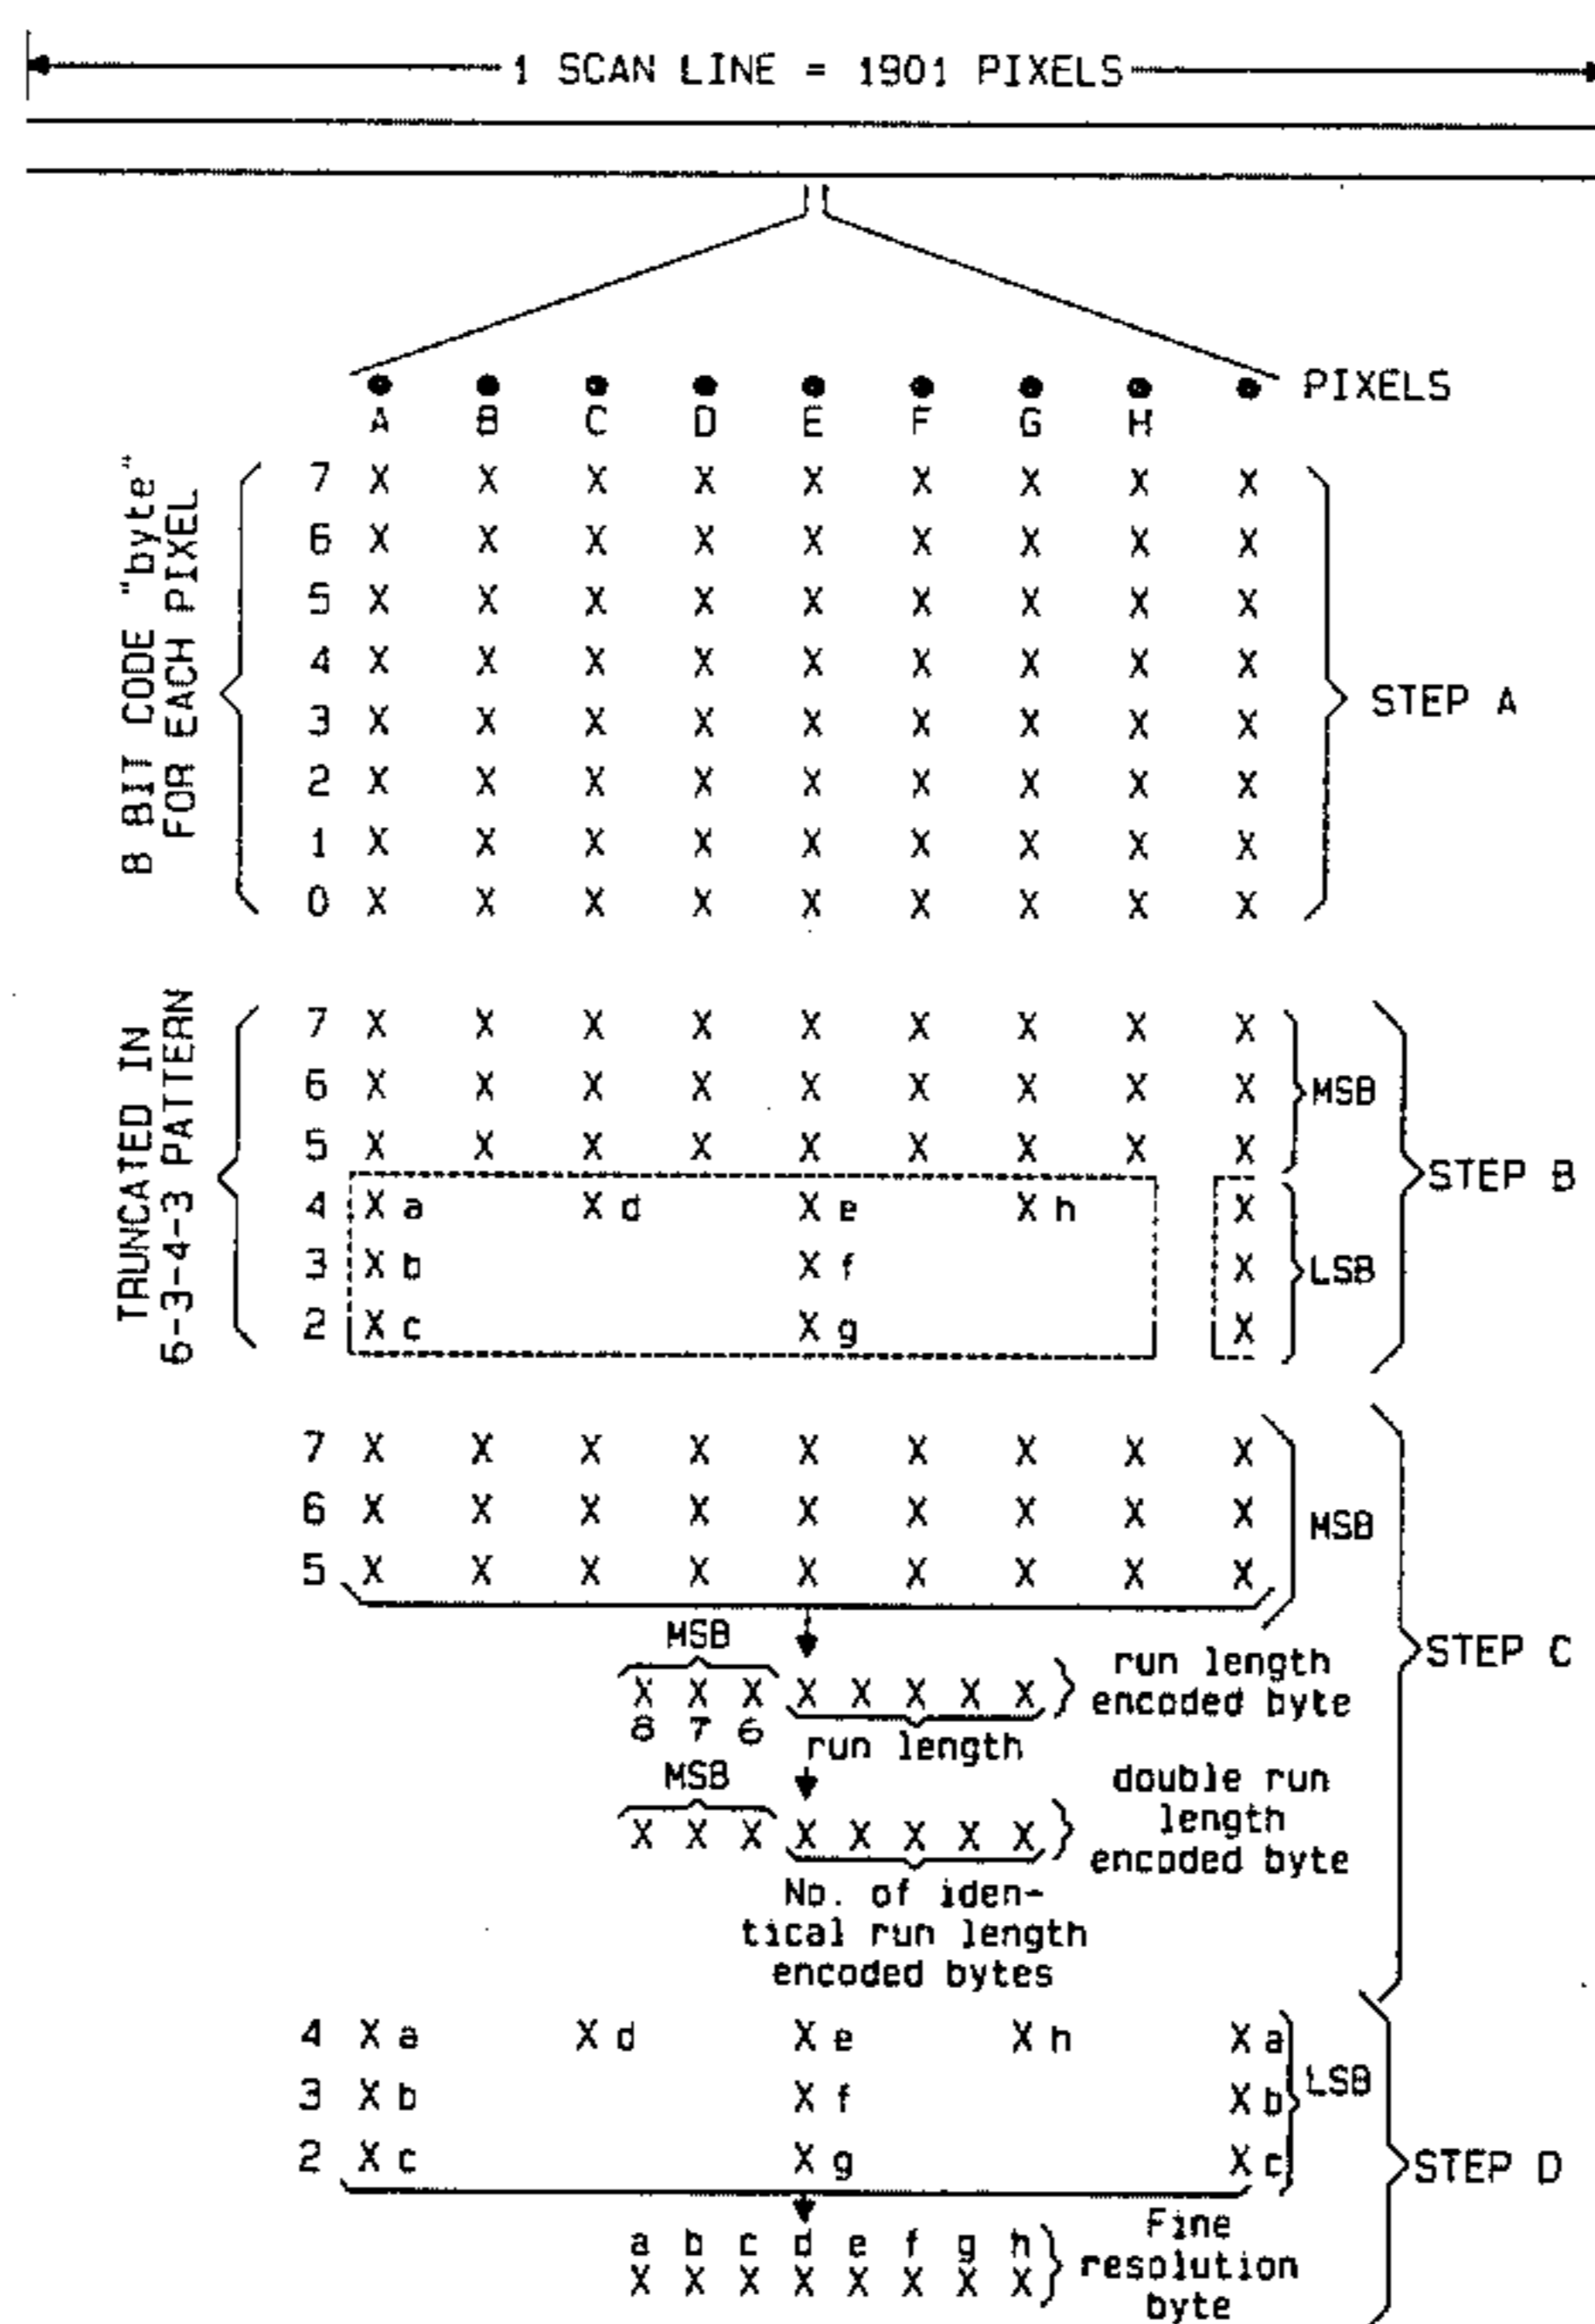 1 SCAN LINE = 1901 PIXELS
PIXELS
A B C D E F G H
8 BIT CODE "byte"
FOR EACH PIXEL
7 X X X X X X X X X
6 X X X X X X X X X
5 X X X X X X X X X
4 X X X X X X X X X
3 X X X X X X X X X
2 X X X X X X X X X
1 X X X X X X X X X
0 X X X X X X X X X
STEP A
TRUNCATED IN
6-3-4-3 PATTERN
7 X X X X X X X X X
6 X X X X X X X X X
5 X X X X X X X X X
MSB
4 X a X d X e X h X
3 X b X f X
2 X c X g X
LSB
STEP B
7 X X X X X X X X X
6 X X X X X X X X X
5 X X X X X X X X X
MSB
MSB
X X X X X X X X
8 7 6
run length
run length
encoded byte
MSB
X X X X X X X X
double run
length
encoded byte
No. of iden-
tical run length
encoded bytes
STEP C
4 X a X d X e X h X a
3 X b X f X b
2 X c X g X c
LSB
a b c d e f g h
X X X X X X X X
Fine
resolution
byte
STEP D